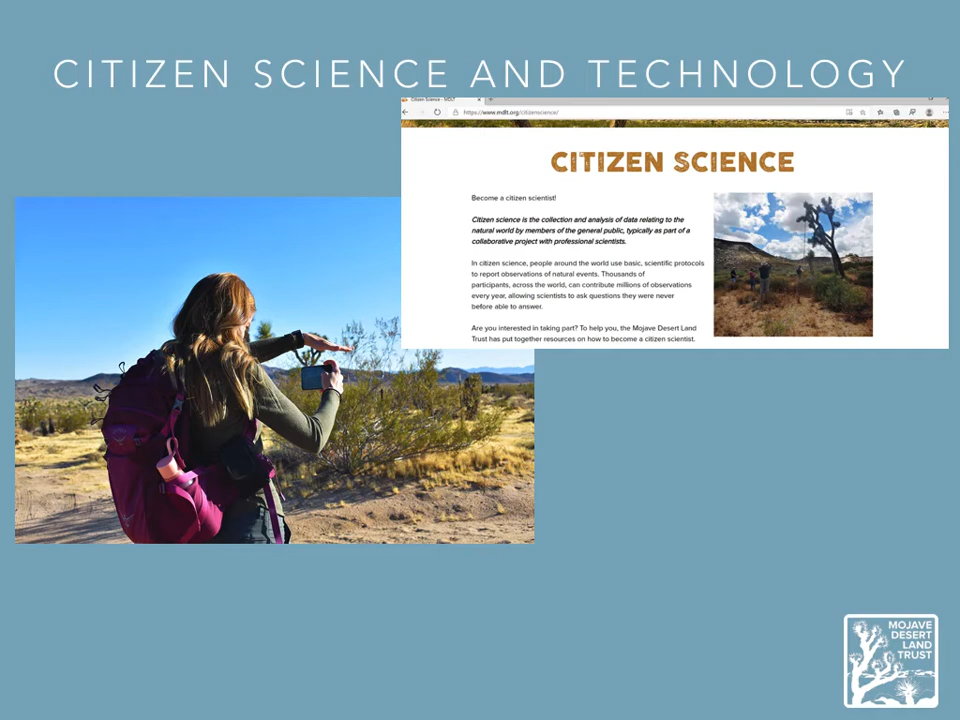 CITIZEN SCIENCE AND TECHNOLOGY
Citizen Science - MDLT
https://www.mdlt.org/citizenscience/
CITIZEN SCIENCE
Become a citizen scientist!
Citizen science is the collection and analysis of data relating to the
natural world by members of the general public, typically as part of a
collaborative project with professional scientists.
In citizen science, people around the world use basic, scientific protocols
to report observations of natural events. Thousands of
participants, across the world, can contribute millions of observations
every year, allowing scientists to ask questions they were never
before able to answer.
Are you interested in taking part? To help you, the Mojave Desert Land
Trust has put together resources on how to become a citizen scientist.
MOJAVE
DESERT
LAND
TRUST